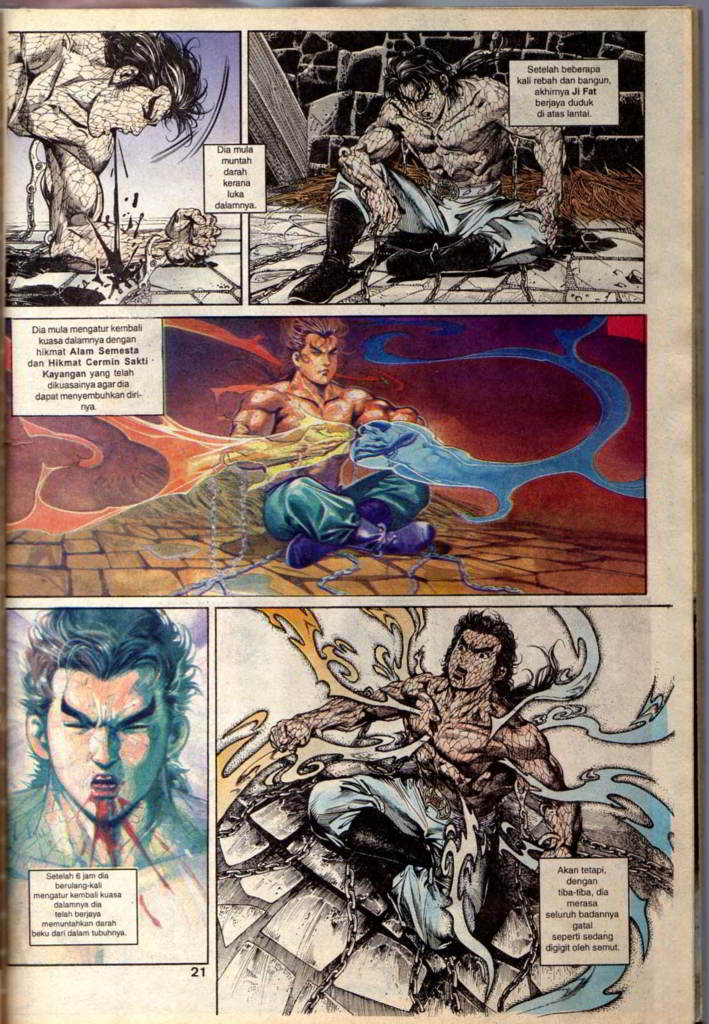 Dia mula
muntah
darah
kerana
luka
dalamnya.
Setelah beberapa
kali rebah dan bangun,
akhirnya Ji Fat
berjaya duduk
di atas lantai.
Dia mula mengatur kembali
kuasa dalamnya dengan
hikmat Alam Semesta
dan Hikmat Cermin Sakti
Kayangan yang telah
dikuasainya agar dia
dapat menyembuhkan diri-
nya.
Setelah 6 jam dia
berulang-kali
mengatur kembali kuasa
dalamnya dia
telah berjaya
memuntahkan darah
beku dari dalam tubuhnya.
Akan tetapi,
dengan
tiba-tiba, dia
merasa
seluruh badannya
gatal
seperti sedang
digigit oleh semut.
21